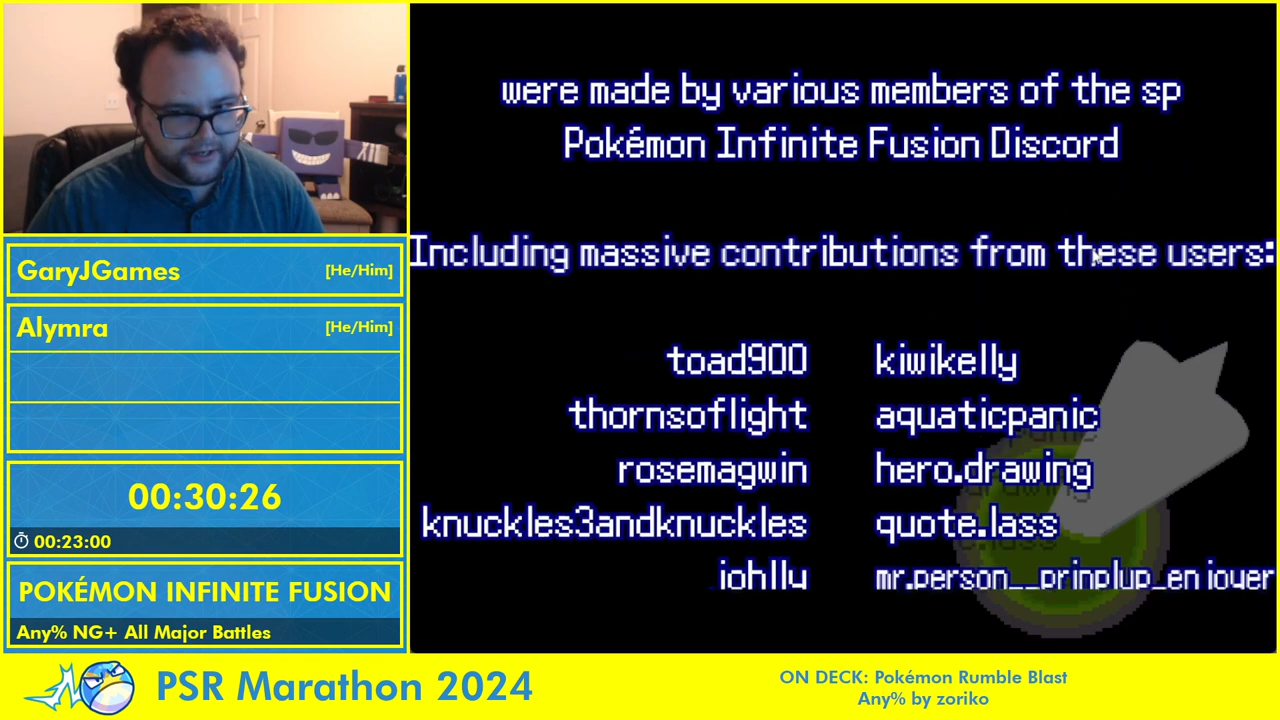 were made by various members of the sp
Pokémon Infinite Fusion Discord
Including massive contributions from these users:
toad900 kiwikelly
thornsoflight aquaticpanic
rosemagwin hero.drawing
knuckles3andknuckles quote.lass
mr.person__prinplup_enjoyer
GaryJGames [He/Him]
Alymra [He/Him]
00:30:26
00:23:00
POKÉMON INFINITE FUSION
Any% NG+ All Major Battles
PSR Marathon 2024
ON DECK: Pokémon Rumble Blast
Any% by zoriko